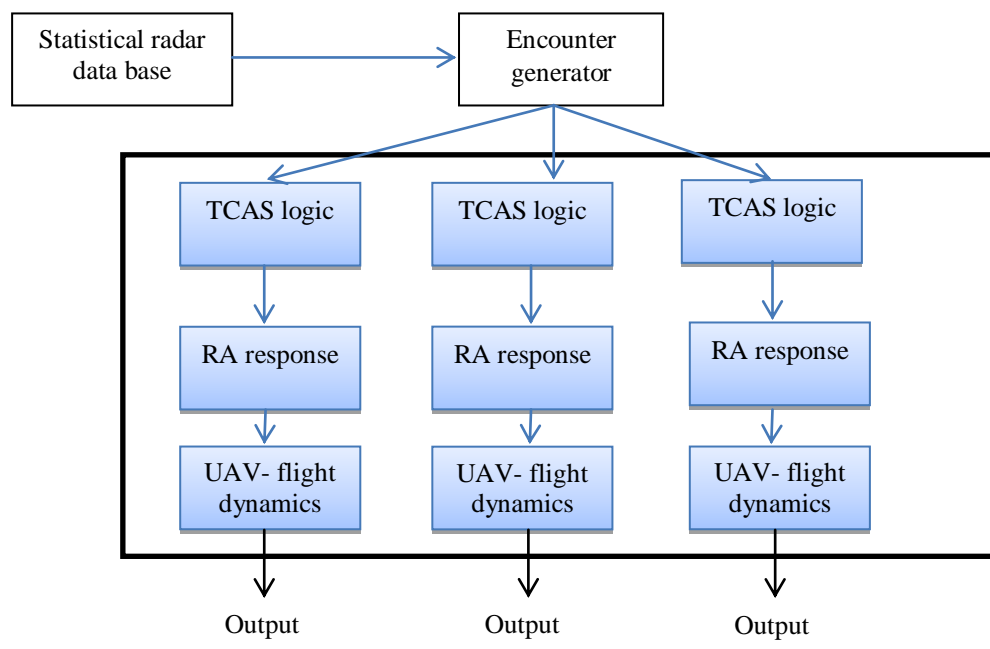 Statistical radar
data base
Encounter
generator
TCAS logic
TCAS logic
TCAS logic
RA response
RA response
RA response
UAV- flight
dynamics
UAV- flight
dynamics
UAV- flight
dynamics
Output
Output
Output